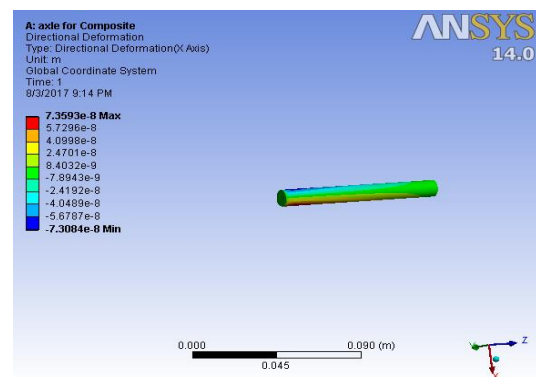 A: axle for Composite
Directional Deformation
Type: Directional Deformation(X Axis)
Unit: m
Global Coordinate System
Time: 1
8/3/2017 9:14 PM
7.3593e-8 Max
5.7296e-8
4.0998e-8
2.4701e-8
8.4032e-9
-7.8943e-9
-2.4192e-8
-4.0489e-8
-5.6787e-8
-7.3084e-8 Min
ANSYS
14.0
0.000 0.090 (m)
0.045
Z
X